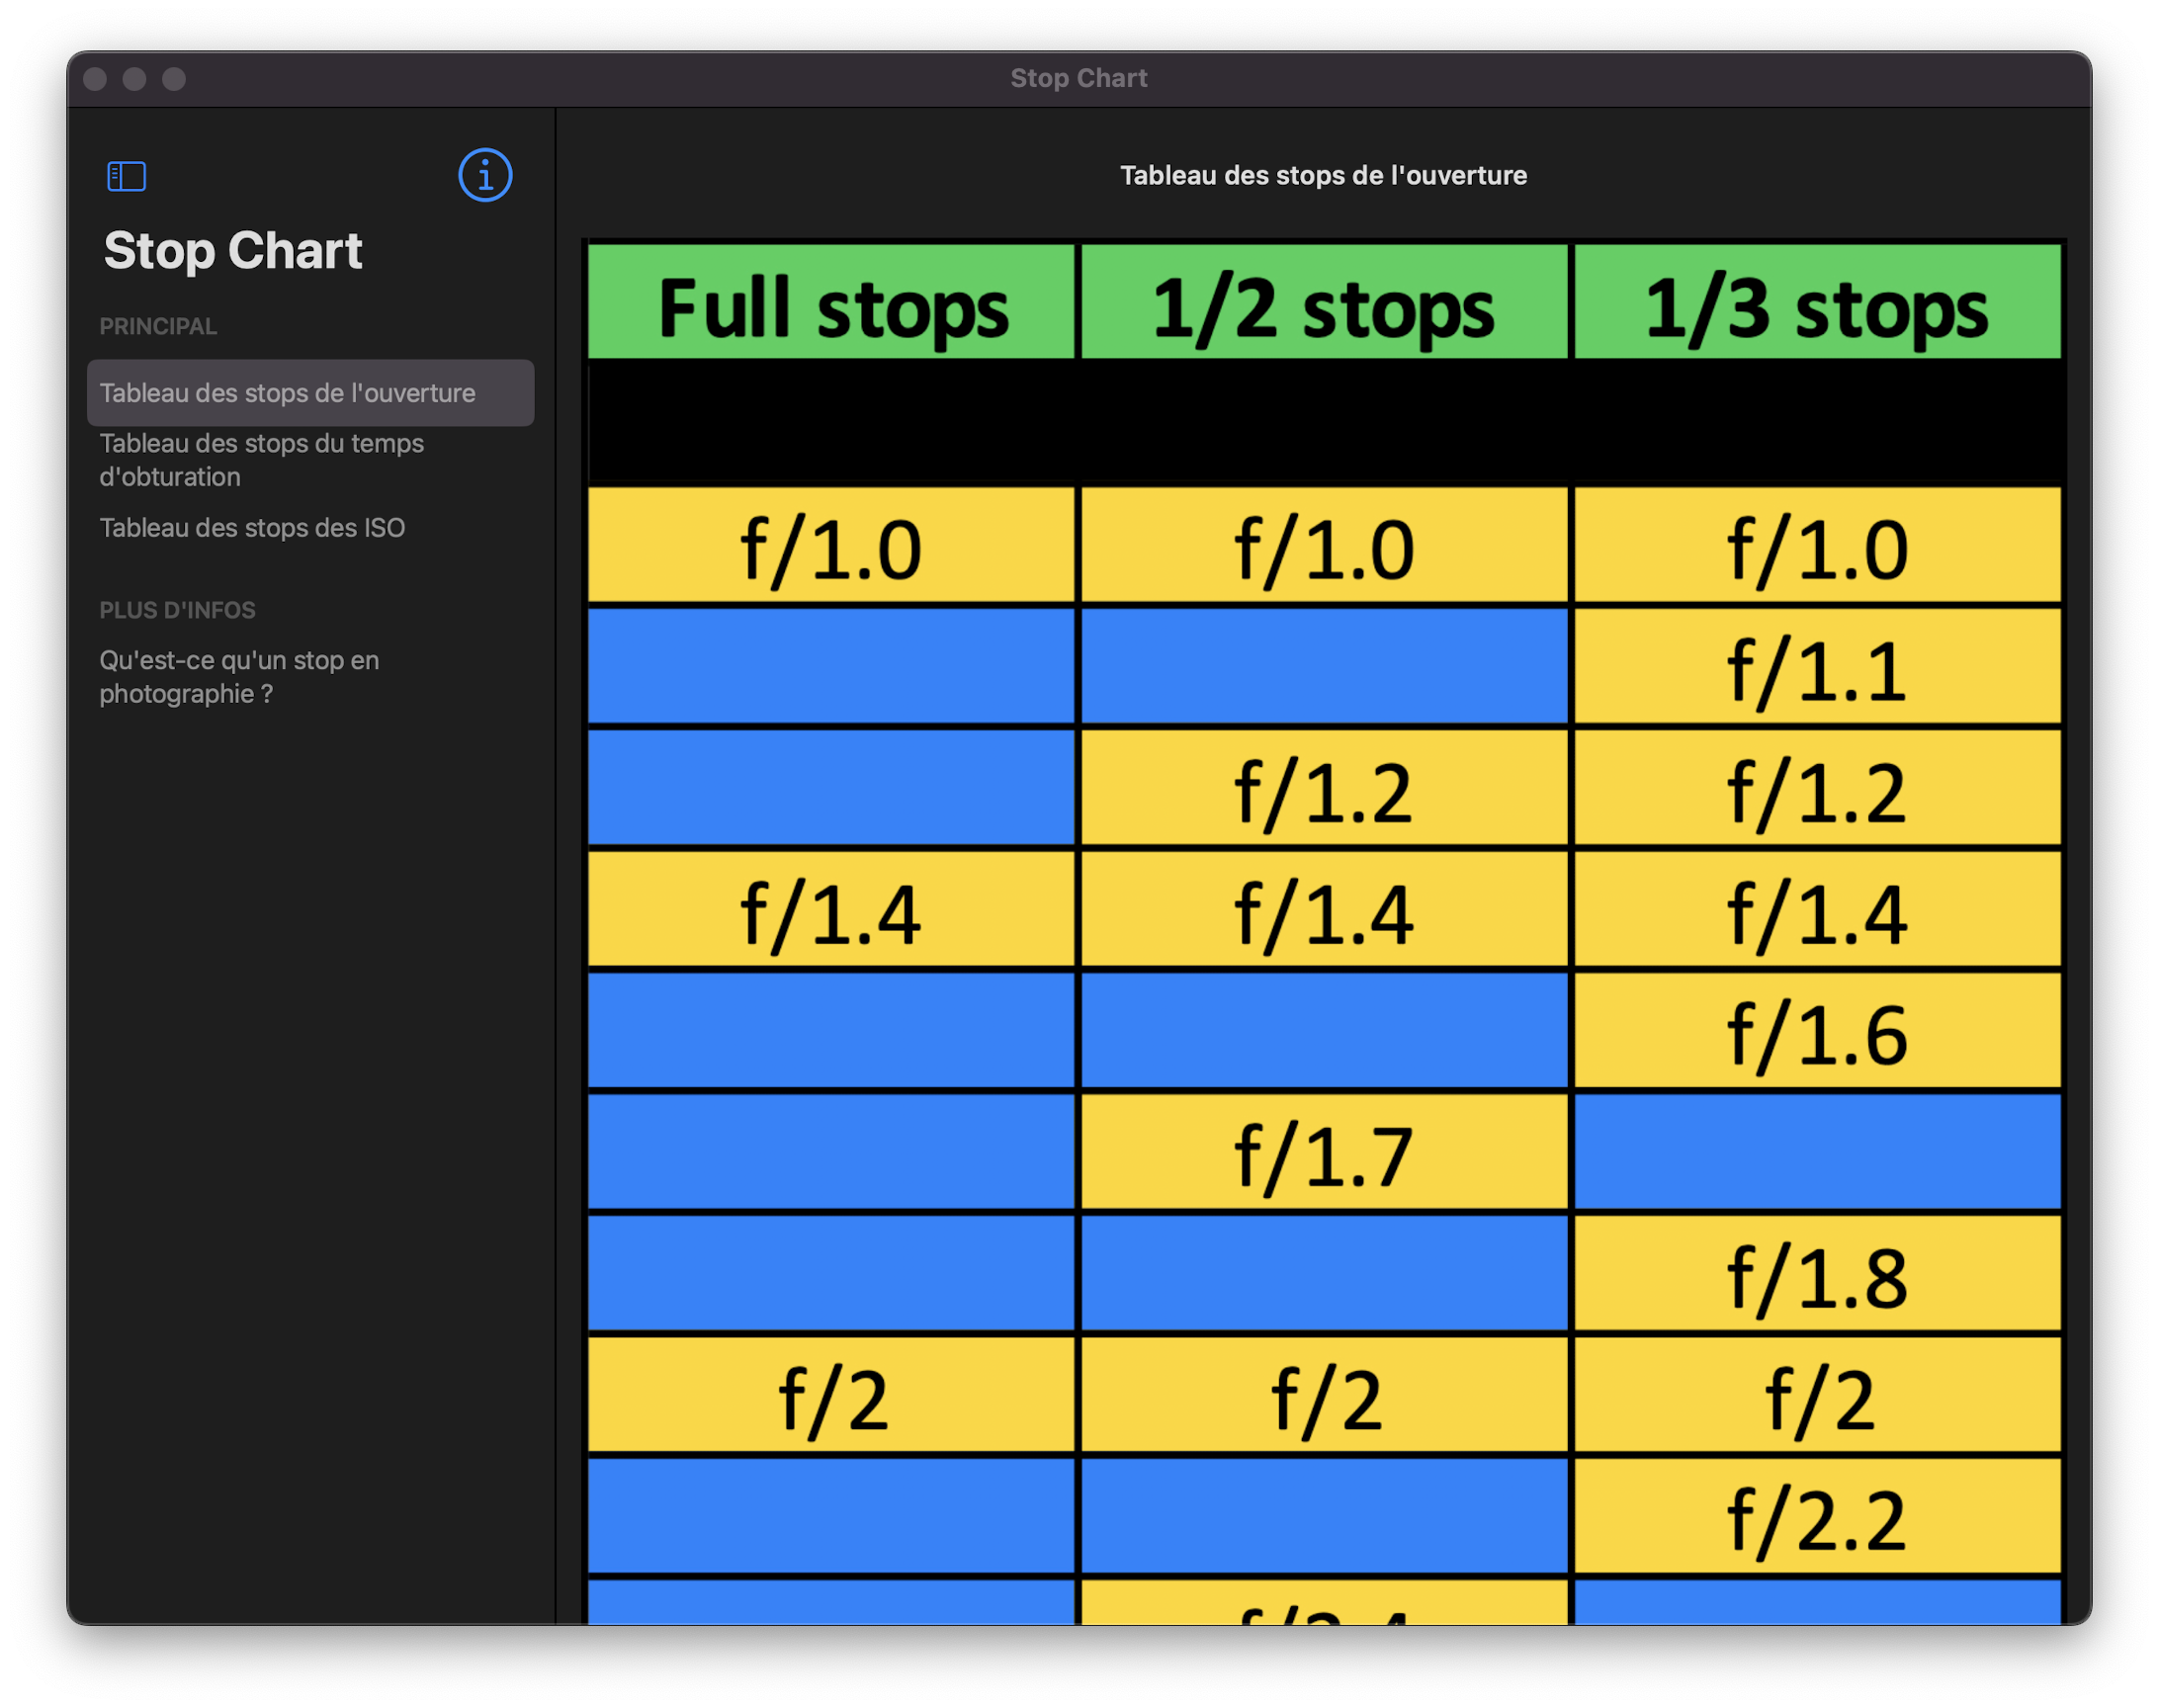 Stop Chart
Stop Chart
PRINCIPAL
Tableau des stops de l'ouverture
Tableau des stops du temps
d'obturation
Tableau des stops des ISO
PLUS D'INFOS
Qu'est-ce qu'un stop en
photographie ?
Tableau des stops de l'ouverture
Full stops 1/2 stops 1/3 stops
f/1.0 f/1.0 f/1.0
f/1.1
f/1.2 f/1.2
f/1.4 f/1.4 f/1.4
f/1.6
f/1.7
f/1.8
f/2 f/2 f/2
f/2.2